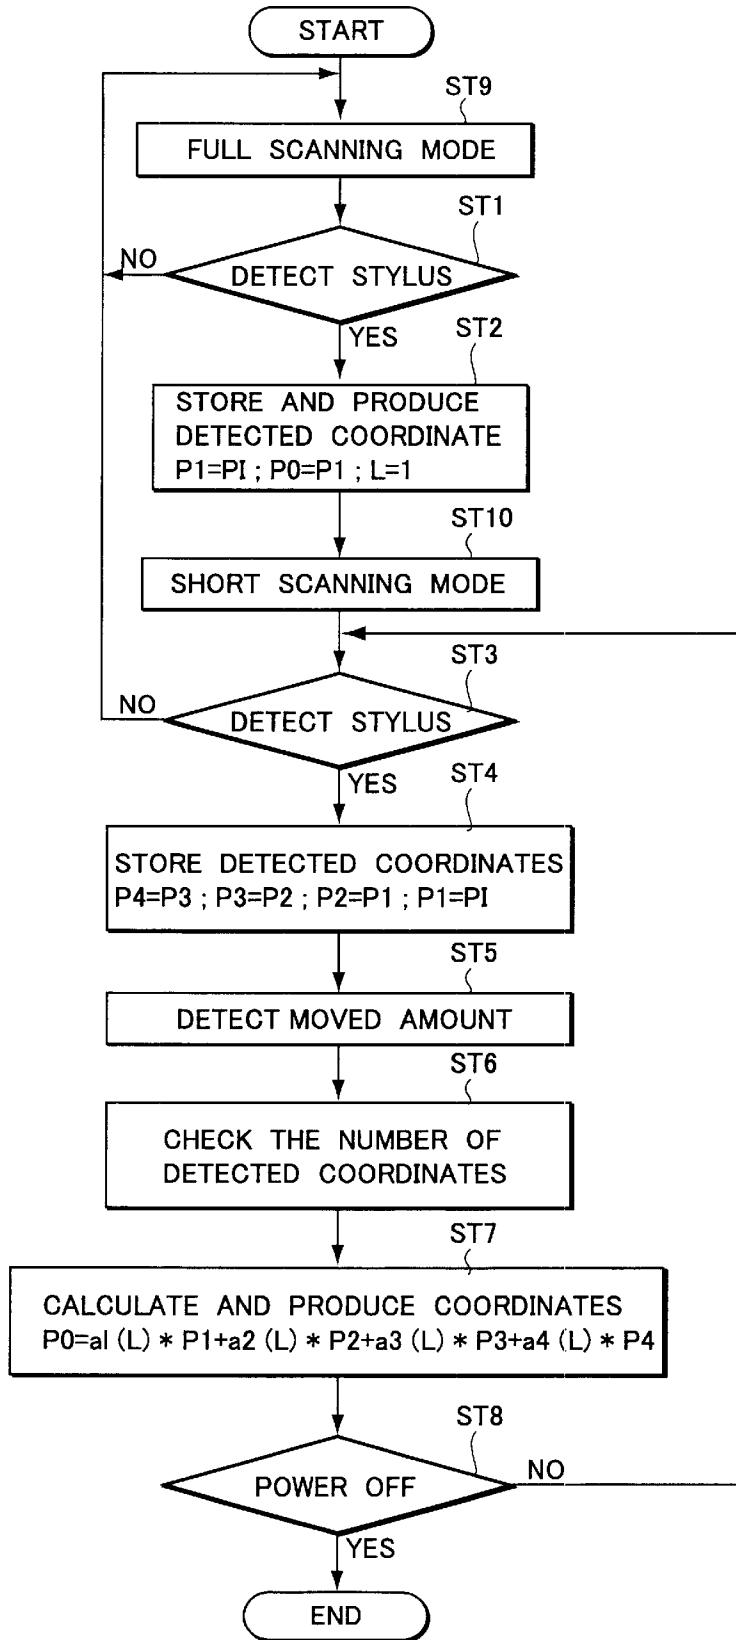 START
ST9
FULL SCANNING MODE
ST1
NO
DETECT STYLUS
YES
ST2
STORE AND PRODUCE
DETECTED COORDINATE
P1=PI ; P0=P1 ; L=1
ST10
SHORT SCANNING MODE
ST3
NO
DETECT STYLUS
YES
ST4
STORE DETECTED COORDINATES
P4=P3 ; P3=P2 ; P2=P1 ; P1=PI
ST5
DETECT MOVED AMOUNT
ST6
CHECK THE NUMBER OF
DETECTED COORDINATES
ST7
CALCULATE AND PRODUCE COORDINATES
P0=al (L) * P1+a2 (L) * P2+a3 (L) * P3+a4 (L) * P4
ST8
POWER OFF
NO
YES
END